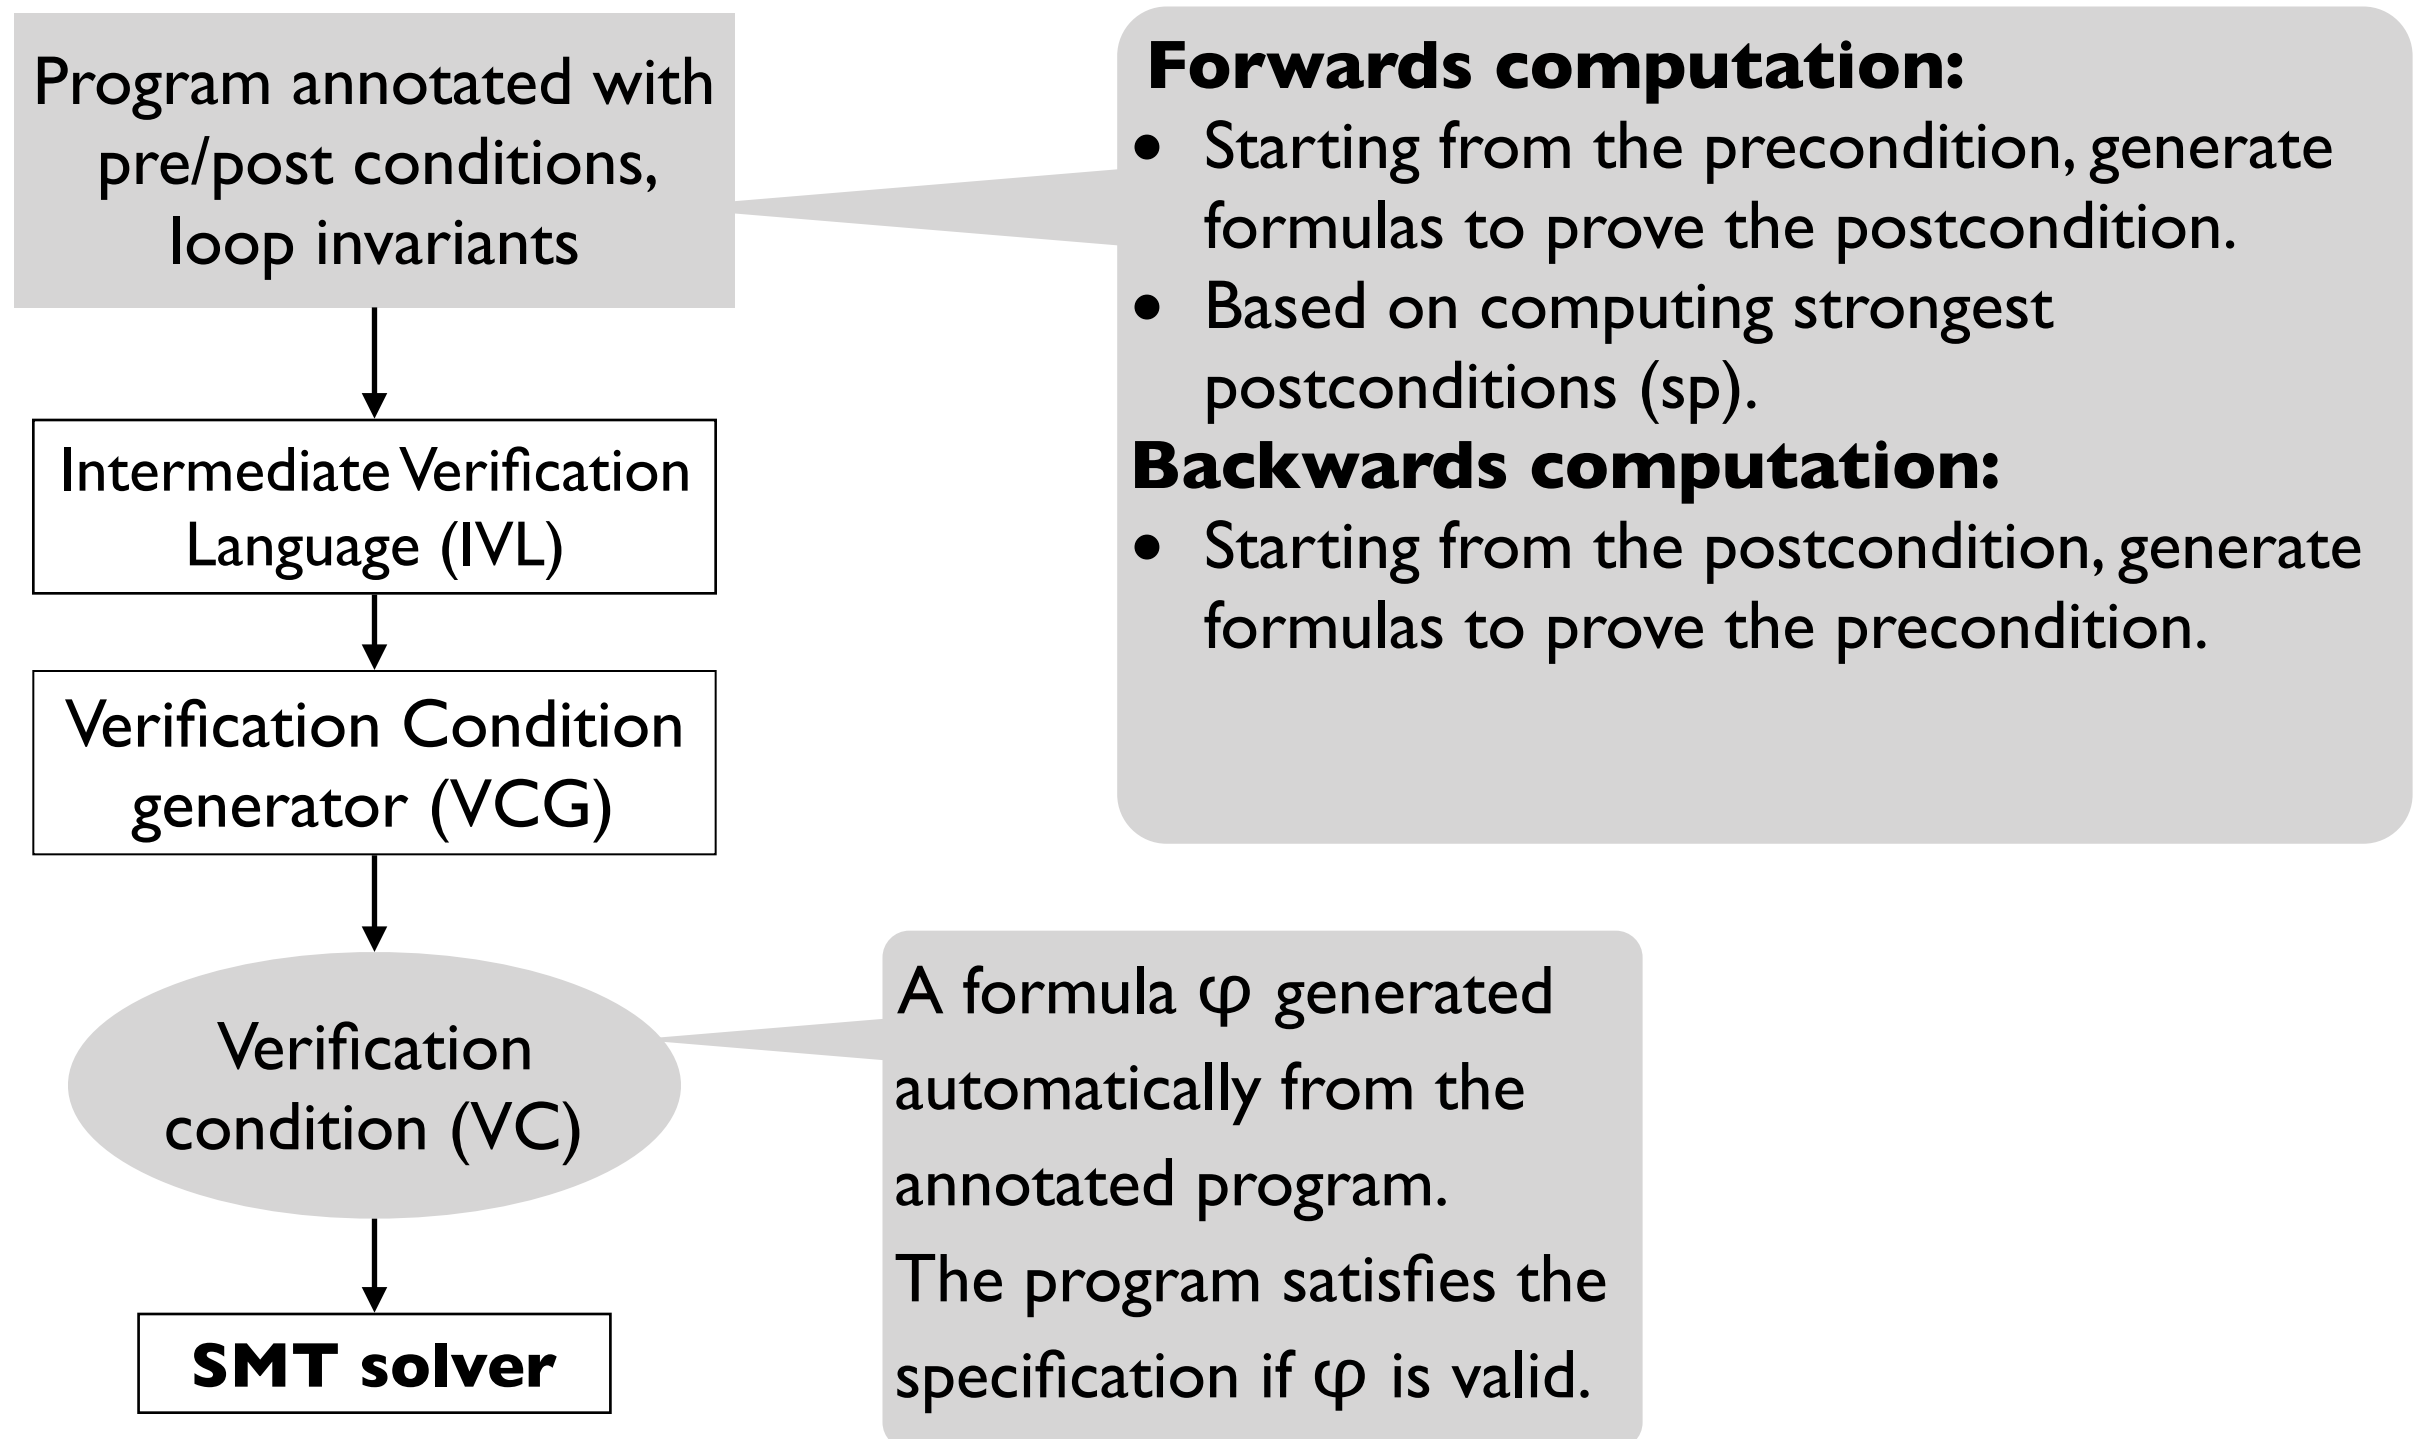 Program annotated with
pre/post conditions,
loop invariants
Intermediate Verification
Language (IVL)
Verification Condition
generator (VCG)
Verification
condition (VC)
SMT solver
Forwards computation:
• Starting from the precondition, generate
formulas to prove the postcondition.
• Based on computing strongest
postconditions (sp).
Backwards computation:
• Starting from the postcondition, generate
formulas to prove the precondition.
A formula φ generated
automatically from the
annotated program.
The program satisfies the
specification if φ is valid.